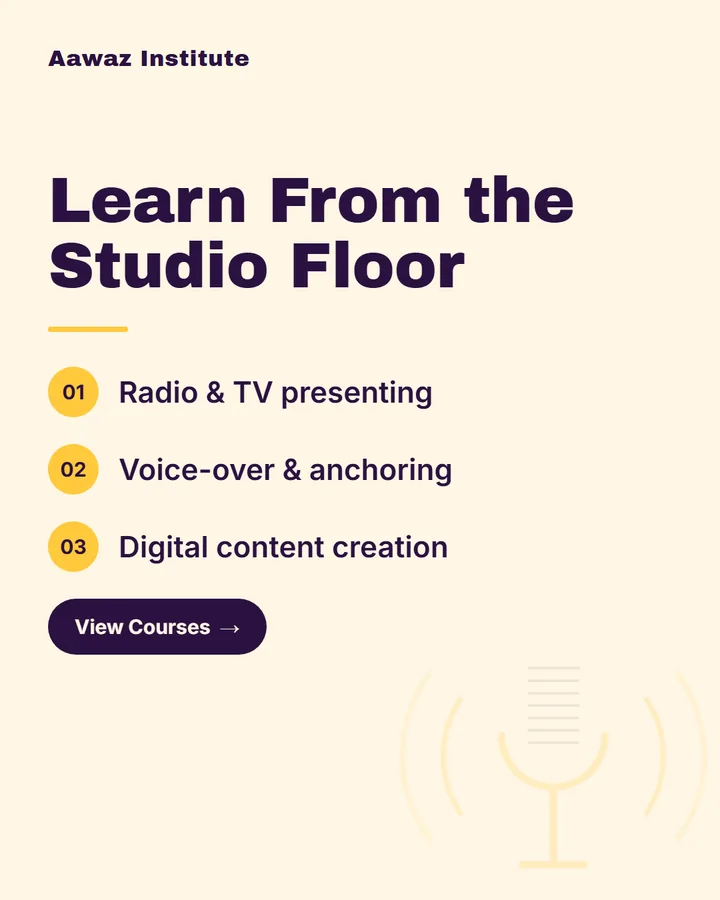 Aawaz Institute
Learn From the
Studio Floor
01 Radio & TV presenting
02 Voice-over & anchoring
03 Digital content creation
View Courses →